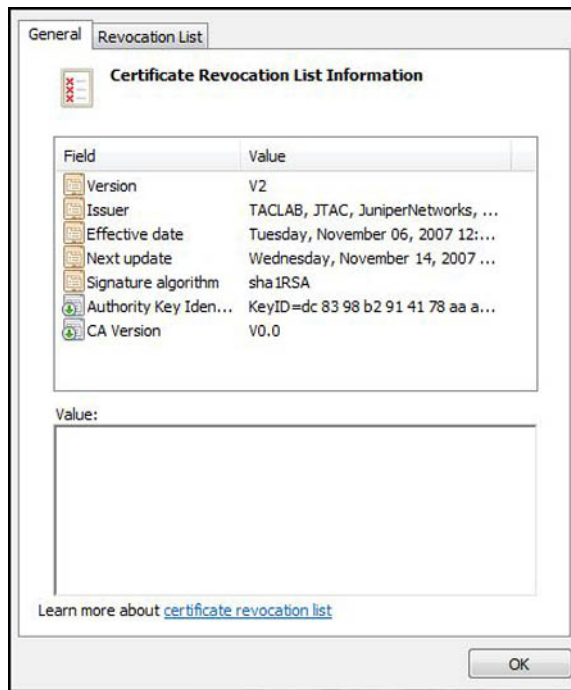 General Revocation List
Certificate Revocation List Information
Field Value
Version V2
Issuer TACLAB, JTAC, JuniperNetworks, ...
Effective date Tuesday, November 06, 2007 12:...
Next update Wednesday, November 14, 2007 ...
Signature algorithm sha1RSA
Authority Key Iden... KeyID=dc 83 98 b2 91 41 78 aa a...
CA Version V0.0
Value:
Learn more about certificate revocation list
OK